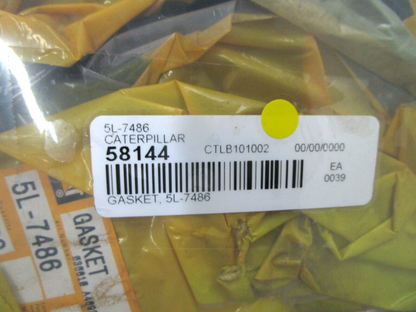 5L-7486
CATERPILLAR
58144 CTLB101002 00/00/0000
EA
0039
GASKET, 5L-7486
5L-7486
GASKET